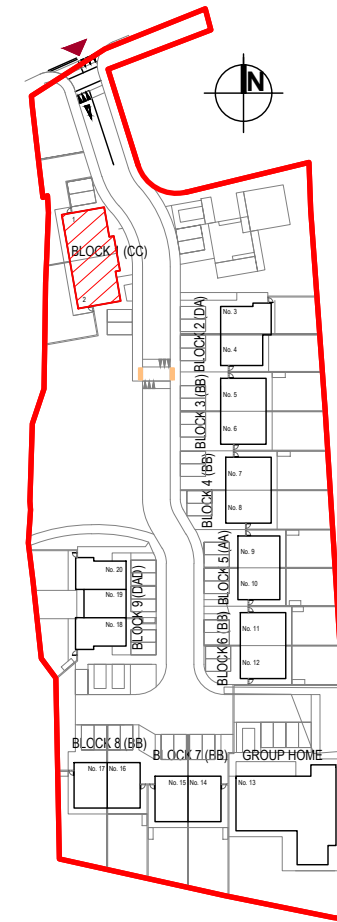 N
1
BLOCK 1 (CC)
2
BLOCK 2 (DA)
No. 3
No. 4
BLOCK 3 (BB)
No. 5
No. 6
BLOCK 4 (BB)
No. 7
No. 8
BLOCK 5 (AA)
No. 9
No. 10
BLOCK 6 (BB)
No. 11
No. 12
No. 20
No. 19
No. 18
BLOCK 9 (DAD')
BLOCK 8 (BB)
BLOCK 7 (BB)
GROUP HOME
No. 17
No. 16
No. 15
No. 14
No. 13